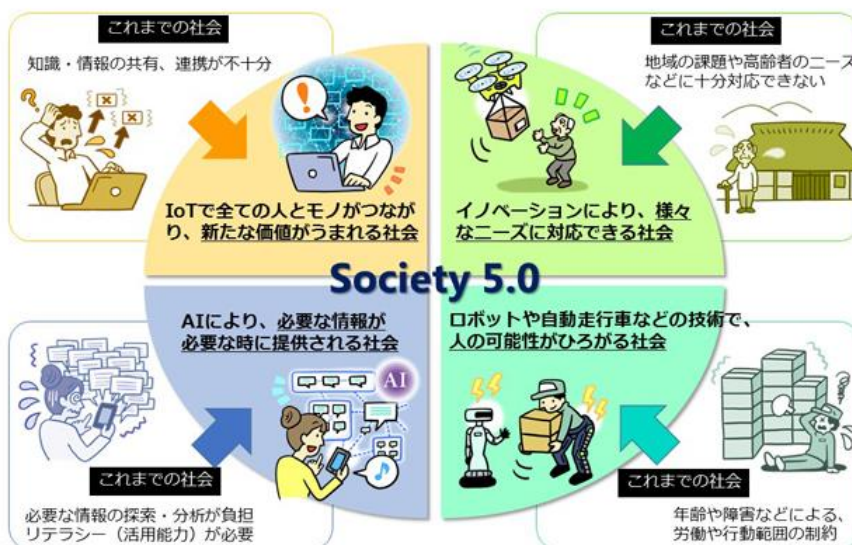 これまでの社会
知識・情報の共有、連携が不十分
IoTで全ての人とモノがつなが
り、新たな価値がうまれる社会
これまでの社会
地域の課題や高齢者のニーズ
などに十分対応できない
イノベーションにより、様々
なニーズに対応できる社会
Society 5.0
AIにより、必要な情報が
必要な時に提供される社会
AI
これまでの社会
必要な情報の探索・分析が負担
リテラシー（活用能力）が必要
ロボットや自動走行車などの技術で、
人の可能性がひろがる社会
これまでの社会
年齢や障害などによる、
労働や行動範囲の制約